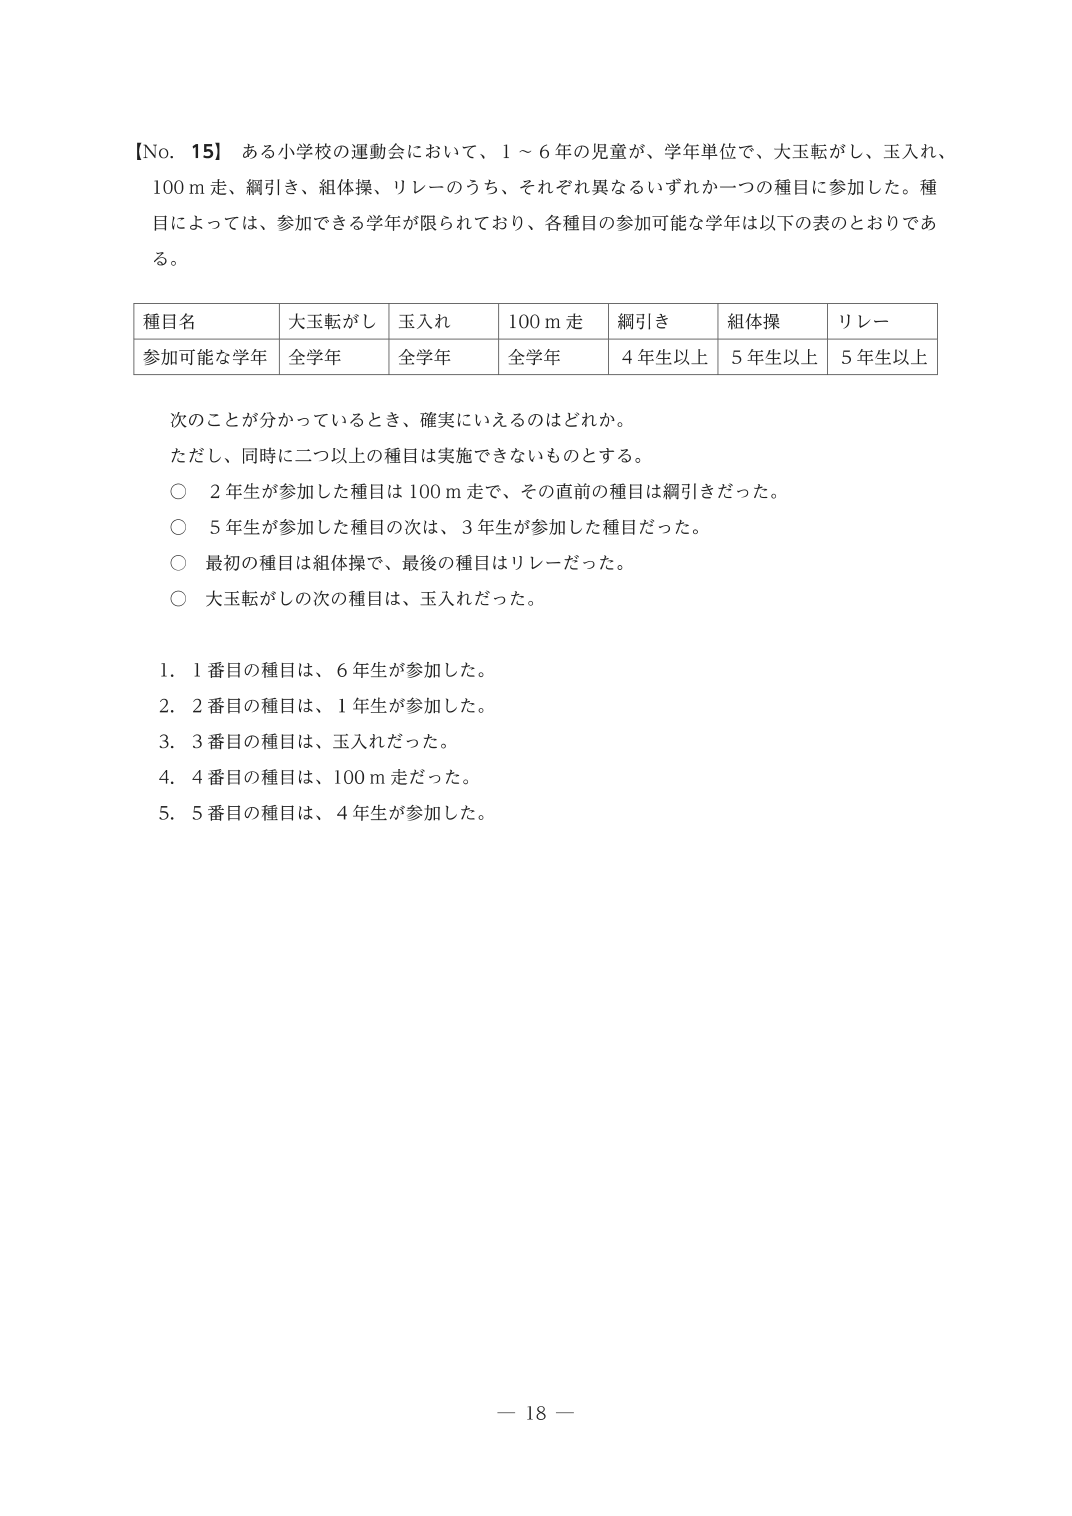 【No. 15】 ある小学校の運動会において、1～6年の児童が、学年単位で、大玉転がし、玉入れ、
100 m 走、綱引き、組体操、リレーのうち、それぞれ異なるいずれか一つの種目に参加した。種
目によっては、参加できる学年が限られており、各種目の参加可能な学年は以下の表のとおりであ
る。
種目名 大玉転がし 玉入れ 100 m 走 綱引き 組体操 リレー
参加可能な学年 全学年 全学年 全学年 4年生以上 5年生以上 5年生以上
次のことが分かっているとき、確実にいえるのはどれか。
ただし、同時に二つ以上の種目は実施できないものとする。
○ 2年生が参加した種目は 100 m 走で、その直前の種目は綱引きだった。
○ 5年生が参加した種目の次は、3年生が参加した種目だった。
○ 最初の種目は組体操で、最後の種目はリレーだった。
○ 大玉転がしの次の種目は、玉入れだった。
1. 1番目の種目は、6年生が参加した。
2. 2番目の種目は、1年生が参加した。
3. 3番目の種目は、玉入れだった。
4. 4番目の種目は、100 m 走だった。
5. 5番目の種目は、4年生が参加した。
— 18 —